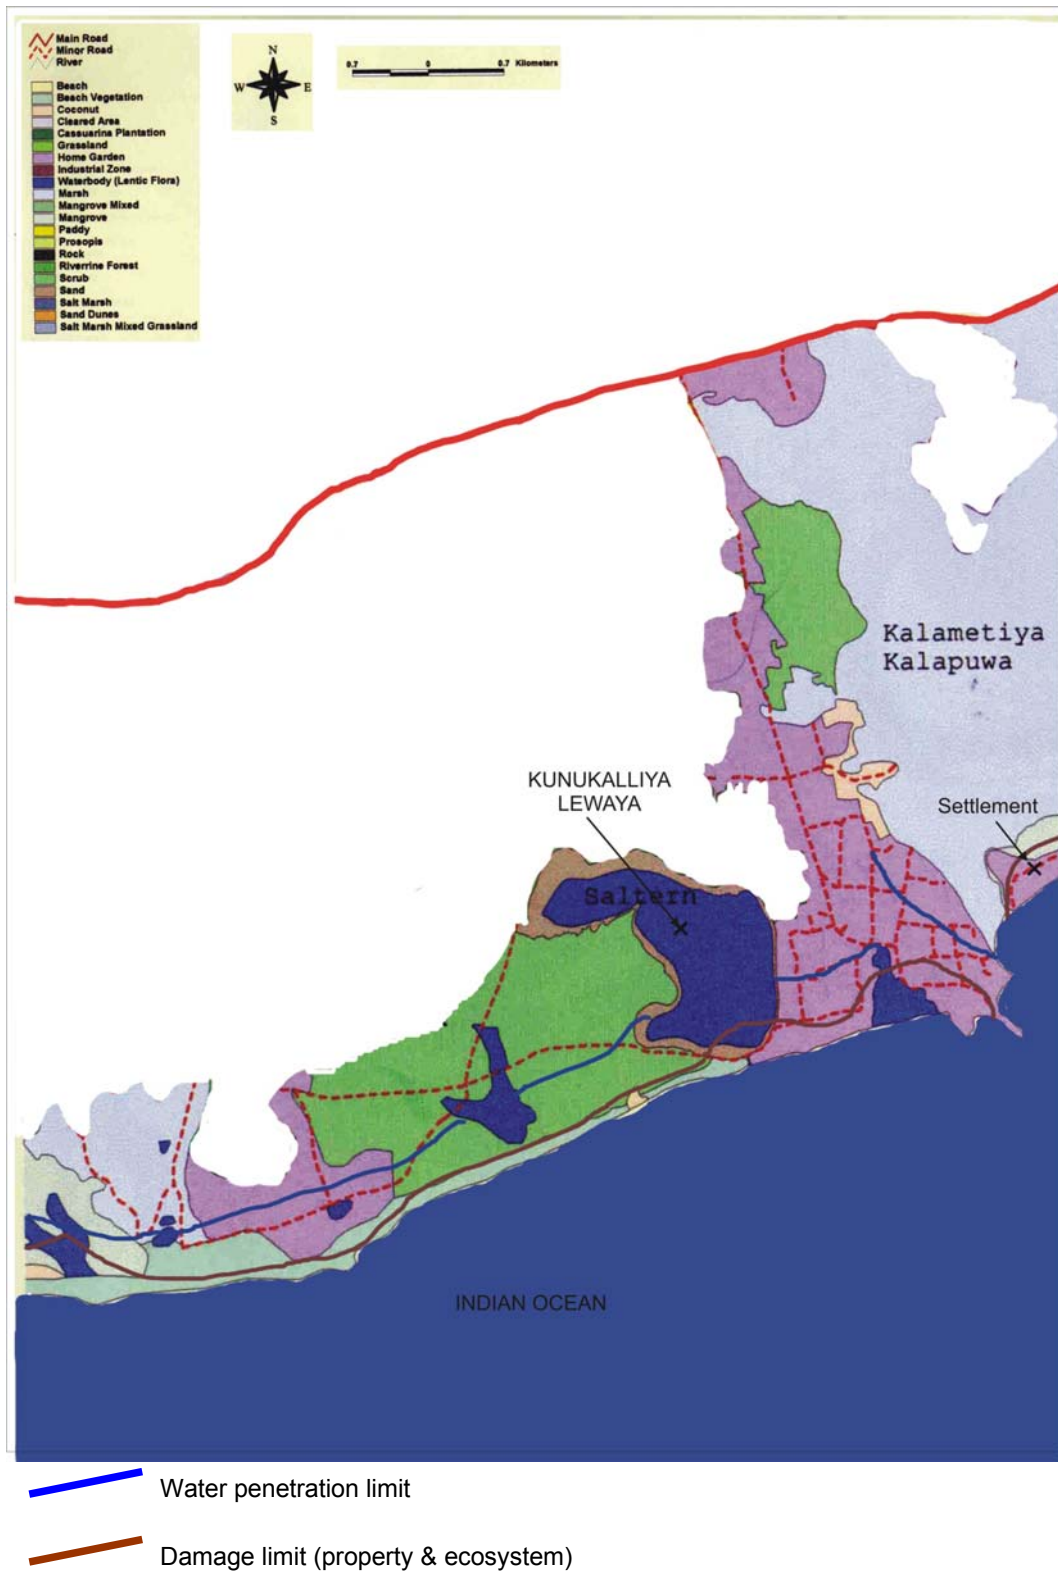 Main Road
Minor Road
River
Beach
Beach Vegetation
Coconut
Cleared Area
Cassuarina Plantation
Grassland
Home Garden
Industrial Zone
Waterbody (Lentic Flora)
Marsh
Mangrove Mixed
Mangrove
Paddy
Prosopis
Rock
Riverrine Forest
Scrub
Sand
Salt Marsh
Sand Dunes
Salt Marsh Mixed Grassland
N
W E
S
0.7 0 0.7 Kilometers
Kalametiya
Kalapuwa
KUNUKALLIYA
LEWAYA
Settlement
Saltern
INDIAN OCEAN
Water penetration limit
Damage limit (property & ecosystem)